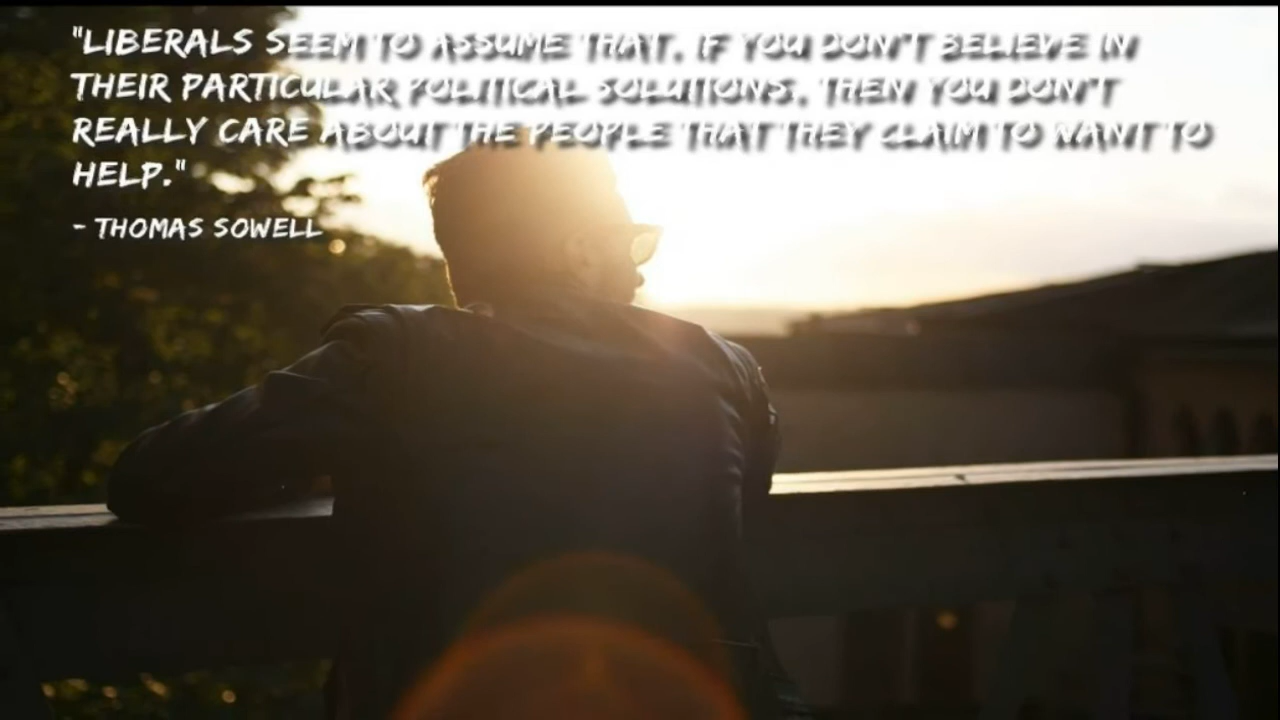 "LIBERALS SEEM TO ASSUME THAT, IF YOU DON'T BELIEVE IN
THEIR PARTICULAR POLITICAL SOLUTIONS, THEN YOU DON'T
REALLY CARE ABOUT THE PEOPLE THAT THEY CLAIM TO WANT TO
HELP."
- THOMAS SOWELL